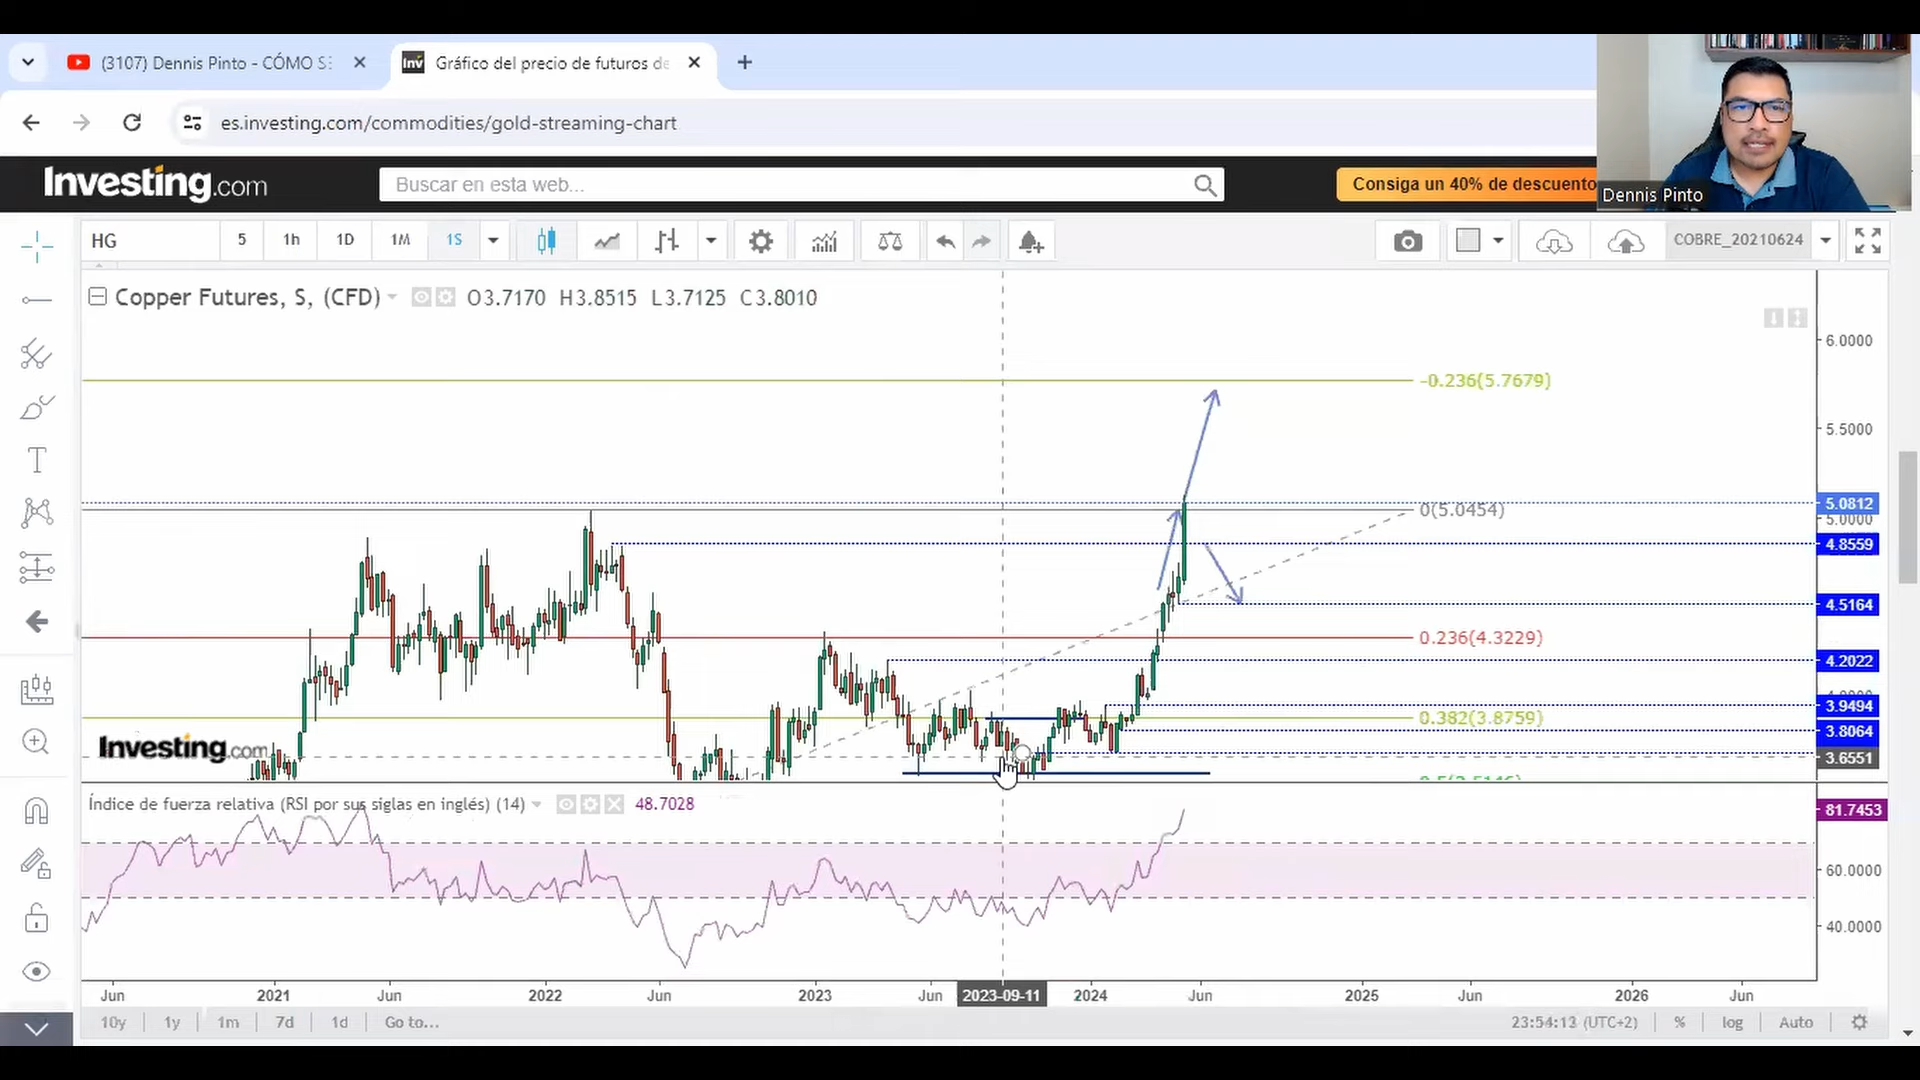 (3107) Dennis Pinto - CÓMO S
Gráfico del precio de futuros de
es.investing.com/commodities/gold-streaming-chart
Investing.com
Buscar en esta web...
Consiga un 40% de descuento
Dennis Pinto
HG
5
1h
1D
1M
1S
COBRE_20210624
Copper Futures, S, (CFD)
O3.7170 H3.8515 L3.7125 C3.8010
6.0000
-0.236(5.7679)
5.5000
5.0812
0(5.0454)
5.0000
4.8559
4.5164
0.236(4.3229)
4.2022
3.9494
0.382(3.8759)
3.8064
3.6551
Investing.com
Índice de fuerza relativa (RSI por sus siglas en inglés) (14)
48.7028
81.7453
60.0000
40.0000
Jun
2021
Jun
2022
Jun
2023
Jun
2023-09-11
2024
Jun
2025
Jun
2026
Jun
10y
1y
1m
7d
1d
Go to...
23:54:13 (UTC+2)
%
log
Auto